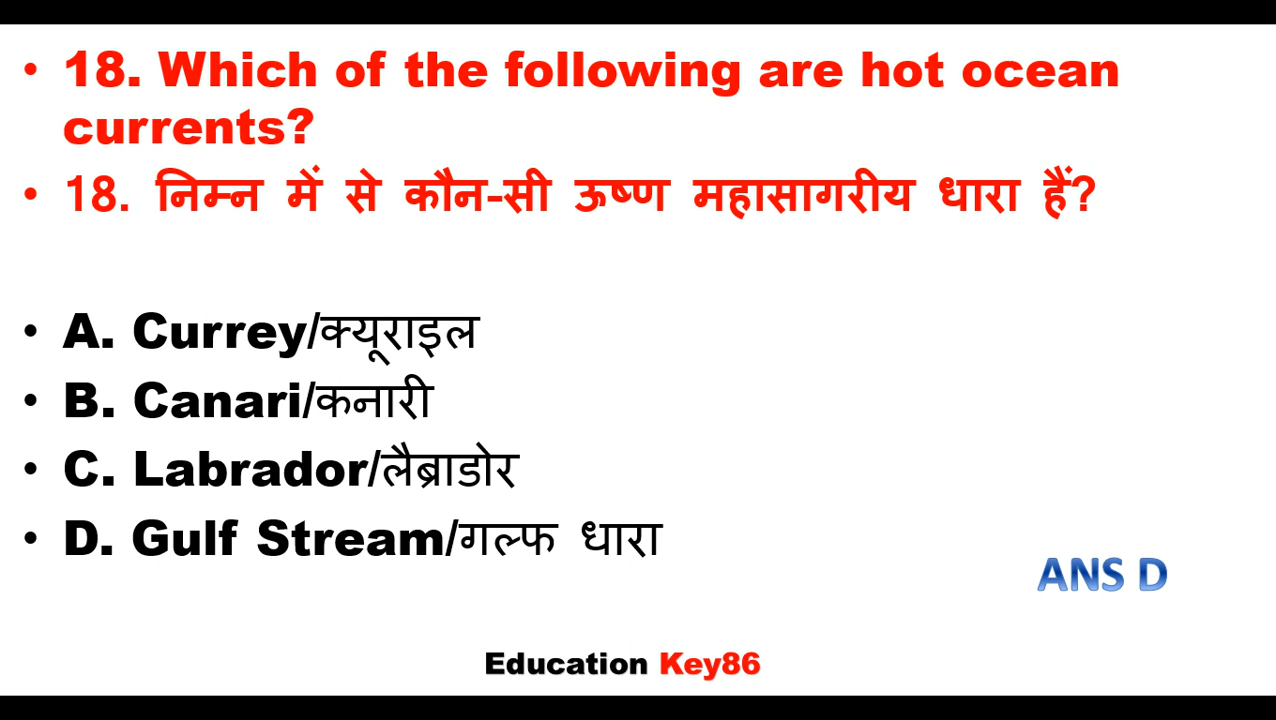 18. Which of the following are hot ocean
currents?
18. निम्न में से कौन-सी ऊष्ण महासागरीय धारा हैं?
A. Currey/क्यूराइल
B. Canari/कनारी
C. Labrador/लैब्राडोर
D. Gulf Stream/गल्फ धारा
ANS D
Education Key86